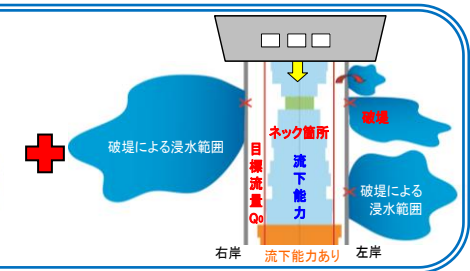 破堤による浸水範囲
目標流量Q₀
ネック箇所
流下能力
破堤
破堤による
浸水範囲
右岸
流下能力あり
左岸